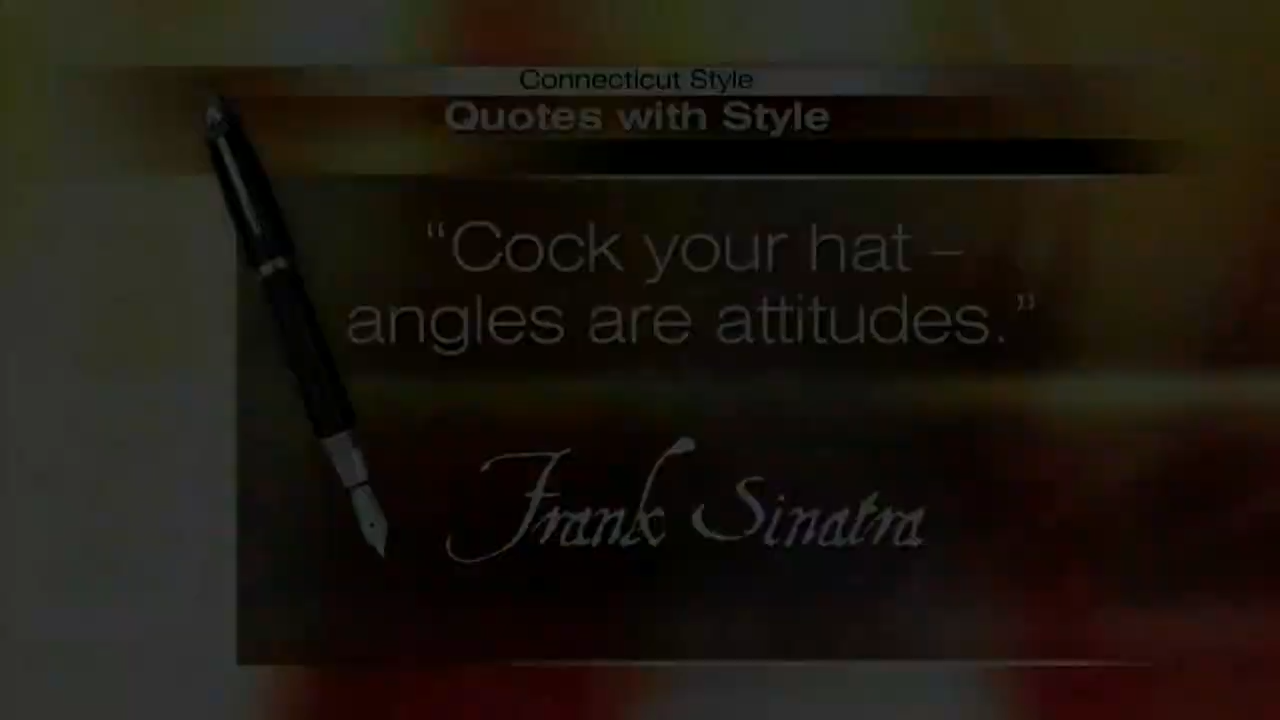 Connecticut Style
Quotes with Style
“Cock your hat –
angles are attitudes.”
Frank Sinatra